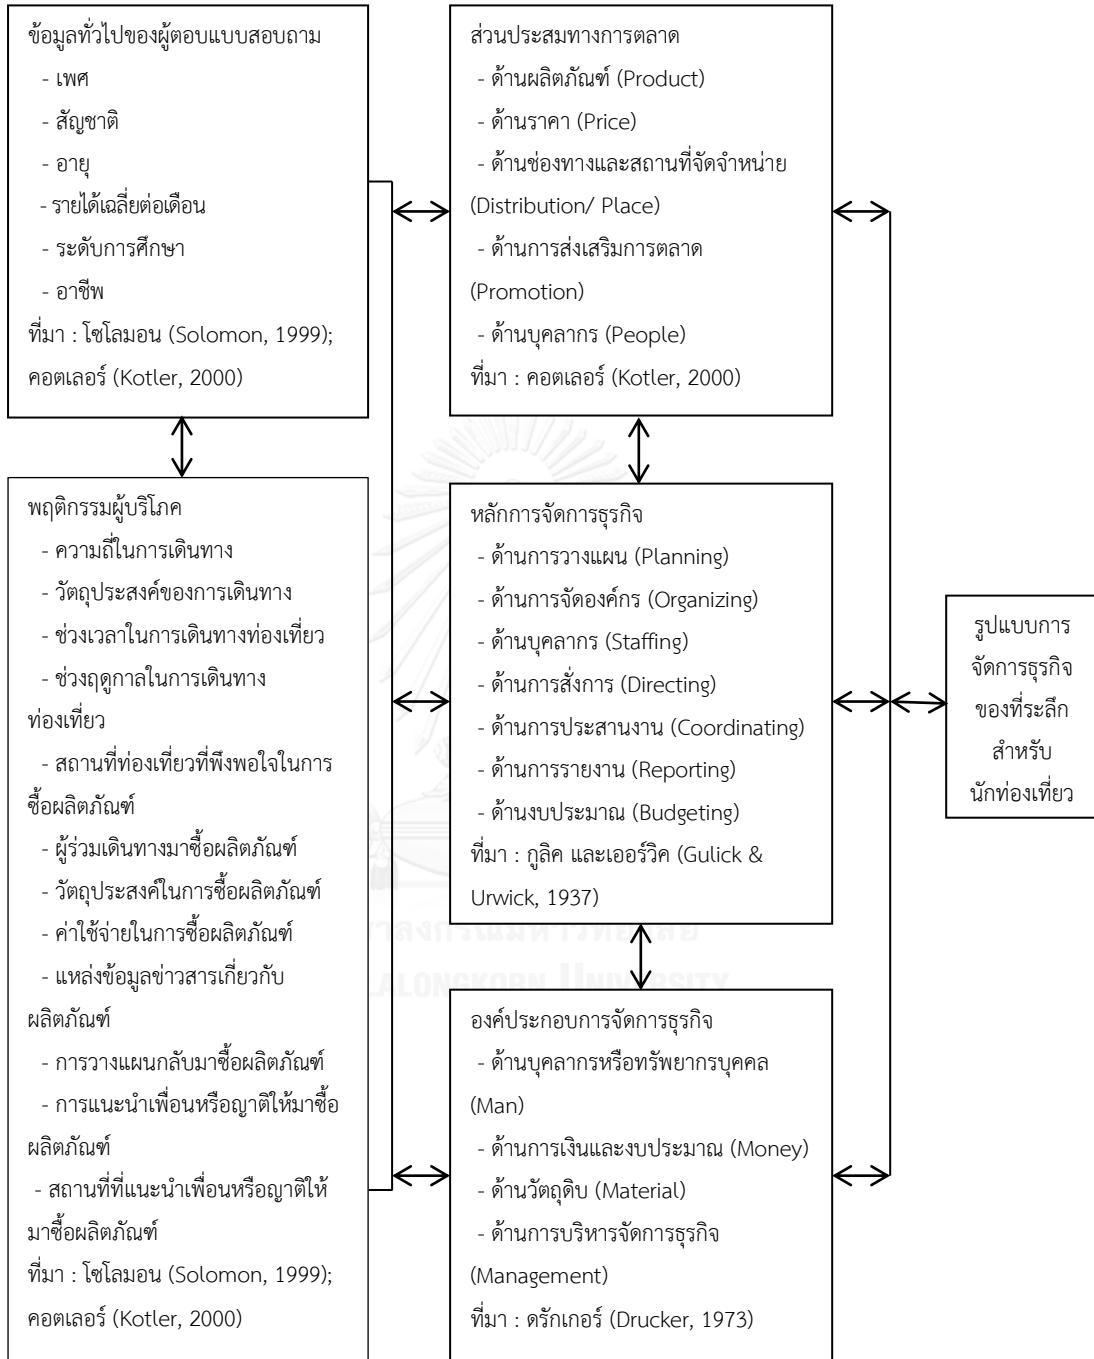 ข้อมูลทั่วไปของผู้ตอบแบบสอบถาม
- เพศ
- สัญชาติ
- อายุ
- รายได้เฉลี่ยต่อเดือน
- ระดับการศึกษา
- อาชีพ
ที่มา : โซโลมอน (Solomon, 1999);
คอตเลอร์ (Kotler, 2000)
พฤติกรรมผู้บริโภค
- ความถี่ในการเดินทาง
- วัตถุประสงค์ของการเดินทาง
- ช่วงเวลาในการเดินทางท่องเที่ยว
- ช่วงฤดูกาลในการเดินทาง
ท่องเที่ยว
- สถานที่ท่องเที่ยวที่พึงพอใจในการ
ซื้อผลิตภัณฑ์
- ผู้ร่วมเดินทางมาซื้อผลิตภัณฑ์
- วัตถุประสงค์ในการซื้อผลิตภัณฑ์
- ค่าใช้จ่ายในการซื้อผลิตภัณฑ์
- แหล่งข้อมูลข่าวสารเกี่ยวกับ
ผลิตภัณฑ์
- การวางแผนกลับมาซื้อผลิตภัณฑ์
- การแนะนำเพื่อนหรือญาติให้มาซื้อ
ผลิตภัณฑ์
- สถานที่ที่แนะนำเพื่อนหรือญาติให้
มาซื้อผลิตภัณฑ์
ที่มา : โซโลมอน (Solomon, 1999);
คอตเลอร์ (Kotler, 2000)
ส่วนประสมทางการตลาด
- ด้านผลิตภัณฑ์ (Product)
- ด้านราคา (Price)
- ด้านช่องทางและสถานที่จัดจำหน่าย
(Distribution/ Place)
- ด้านการส่งเสริมการตลาด
(Promotion)
- ด้านบุคลากร (People)
ที่มา : คอตเลอร์ (Kotler, 2000)
หลักการจัดการธุรกิจ
- ด้านการวางแผน (Planning)
- ด้านการจัดองค์กร (Organizing)
- ด้านบุคลากร (Staffing)
- ด้านการสั่งการ (Directing)
- ด้านการประสานงาน (Coordinating)
- ด้านการรายงาน (Reporting)
- ด้านงบประมาณ (Budgeting)
ที่มา : กูลิค และเออร์วิค (Gulick &
Urwick, 1937)
องค์ประกอบการจัดการธุรกิจ
- ด้านบุคลากรหรือทรัพยากรบุคคล
(Man)
- ด้านการเงินและงบประมาณ (Money)
- ด้านวัตถุดิบ (Material)
- ด้านการบริหารจัดการธุรกิจ
(Management)
ที่มา : ดรักเกอร์ (Drucker, 1973)
รูปแบบการ
จัดการธุรกิจ
ของที่ระลึก
สำหรับ
นักท่องเที่ยว